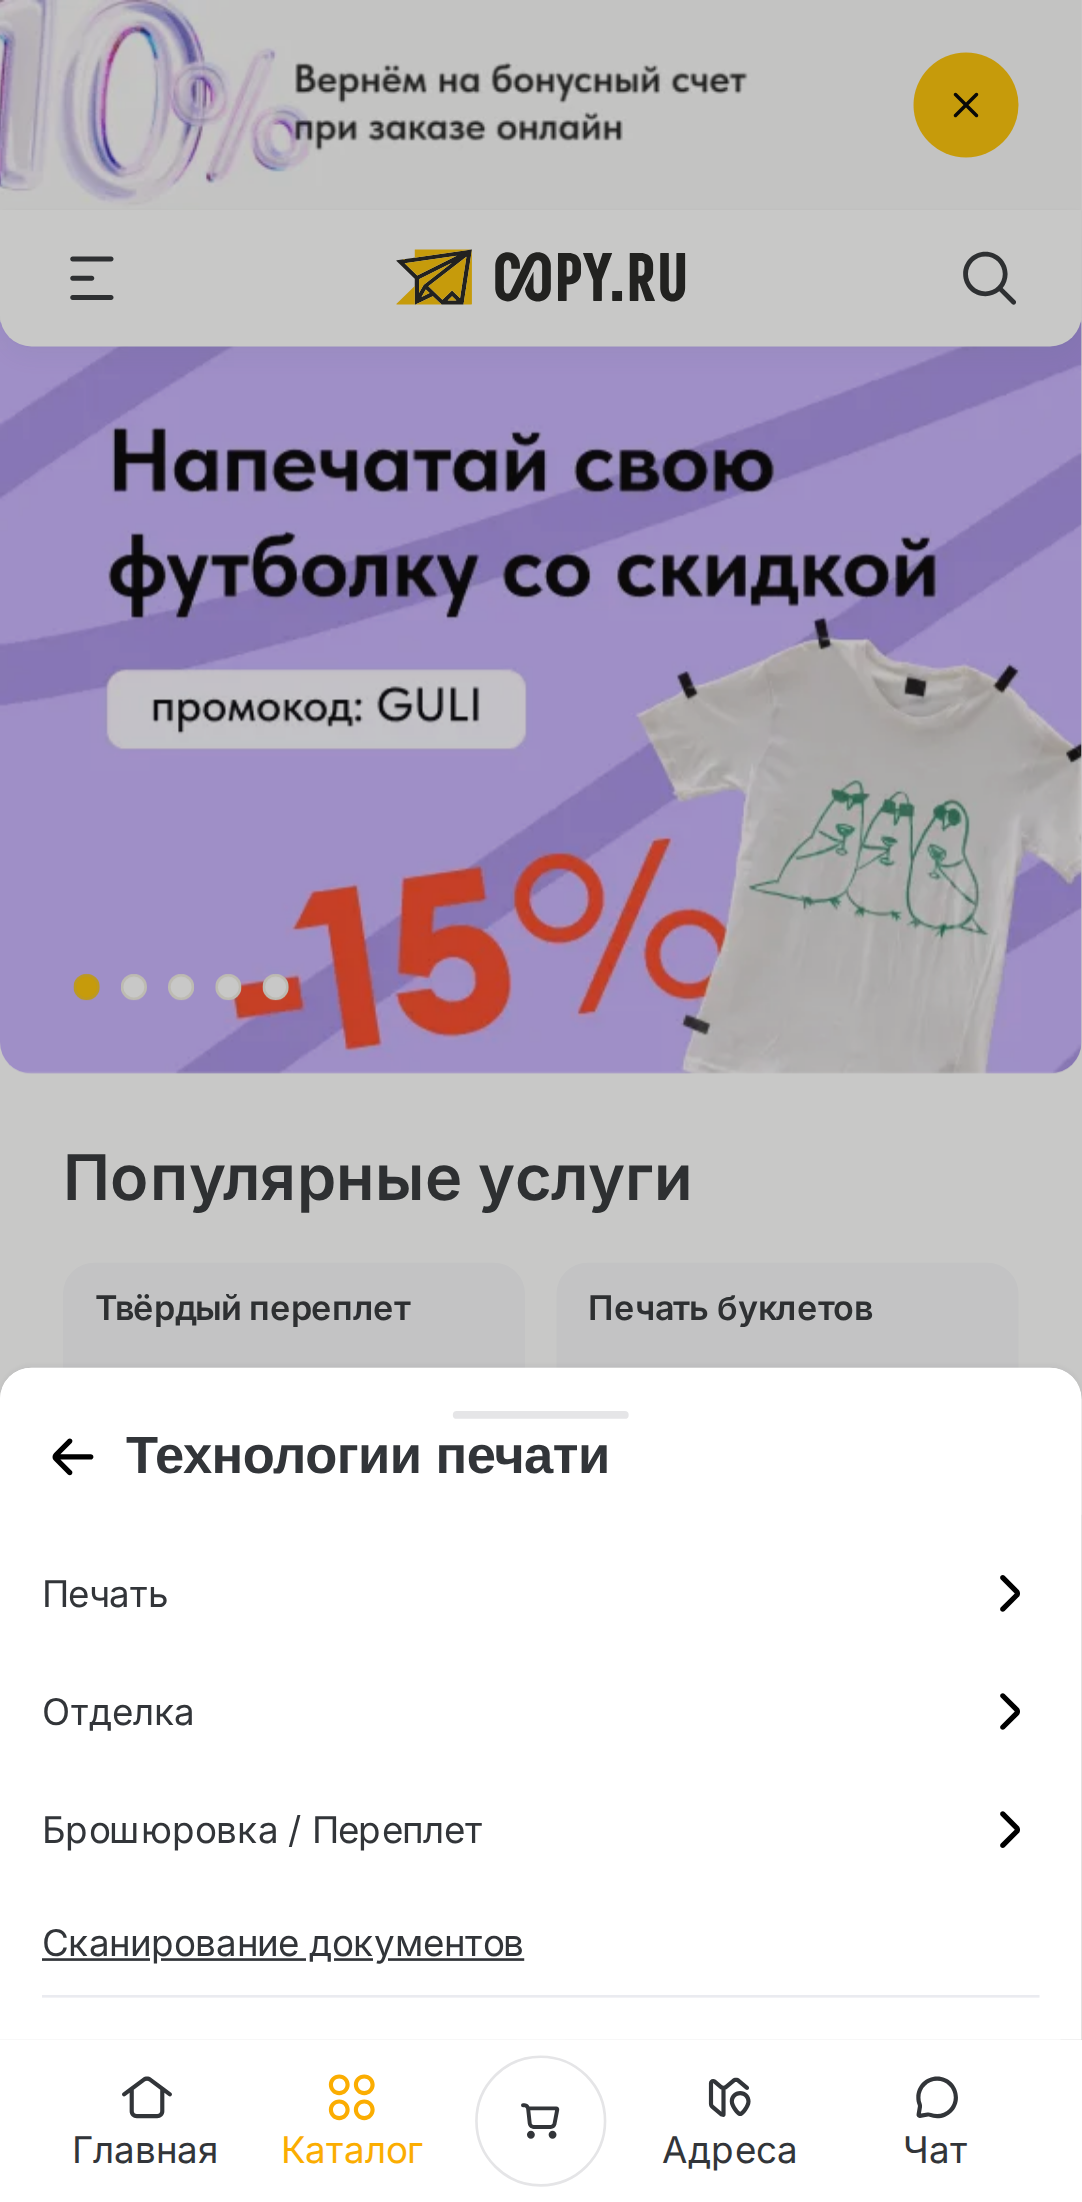 10%
Вернём на бонусный счет
при заказе онлайн
COPY.RU
Напечатай свою
футболку со скидкой
промокод: GULI
-15%
Популярные услуги
Твёрдый переплет
Печать буклетов
Технологии печати
Печать
Отделка
Брошюровка / Переплет
Сканирование документов
Главная
Каталог
Адреса
Чат